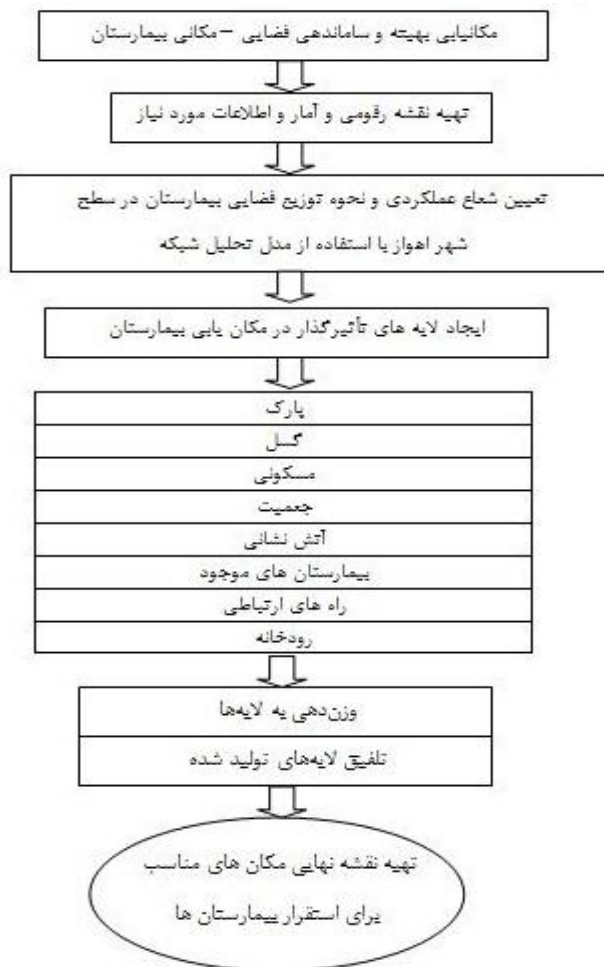 مکانیابی بهینه و ساماندهی فضایی – مکانی بیمارستان
تهیه نقشه رقومی و آمار و اطلاعات مورد نیاز
تعیین شعاع عملکردی و نحوه توزیع فضایی بیمارستان در سطح
شهر اهواز با استفاده از مدل تحلیل شبکه
ایجاد لایه های تأثیرگذار در مکان یابی بیمارستان
پارک
گسل
مسکونی
جمعیت
آتش نشانی
بیمارستان های موجود
راه های ارتباطی
رودخانه
وزن‌دهی به لایه‌ها
تلفیق لایه‌های تولید شده
تهیه نقشه نهایی مکان های مناسب
برای استقرار بیمارستان ها